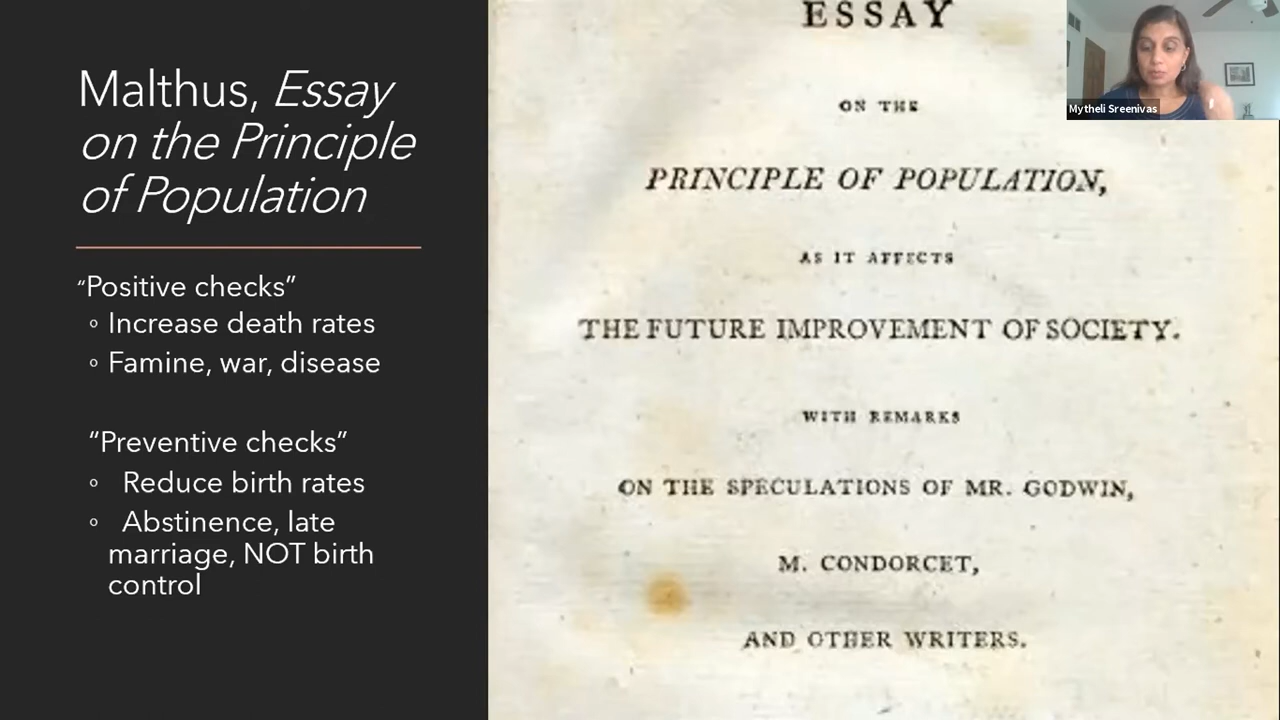 Malthus, Essay
on the Principle
of Population
“Positive checks”
◦ Increase death rates
◦ Famine, war, disease
“Preventive checks”
◦ Reduce birth rates
◦ Abstinence, late
marriage, NOT birth
control
ESSAY
ON THE
PRINCIPLE OF POPULATION,
AS IT AFFECTS
THE FUTURE IMPROVEMENT OF SOCIETY.
WITH REMARKS
ON THE SPECULATIONS OF MR. GODWIN,
M. CONDORCET,
AND OTHER WRITERS.
Mytheli Sreenivas